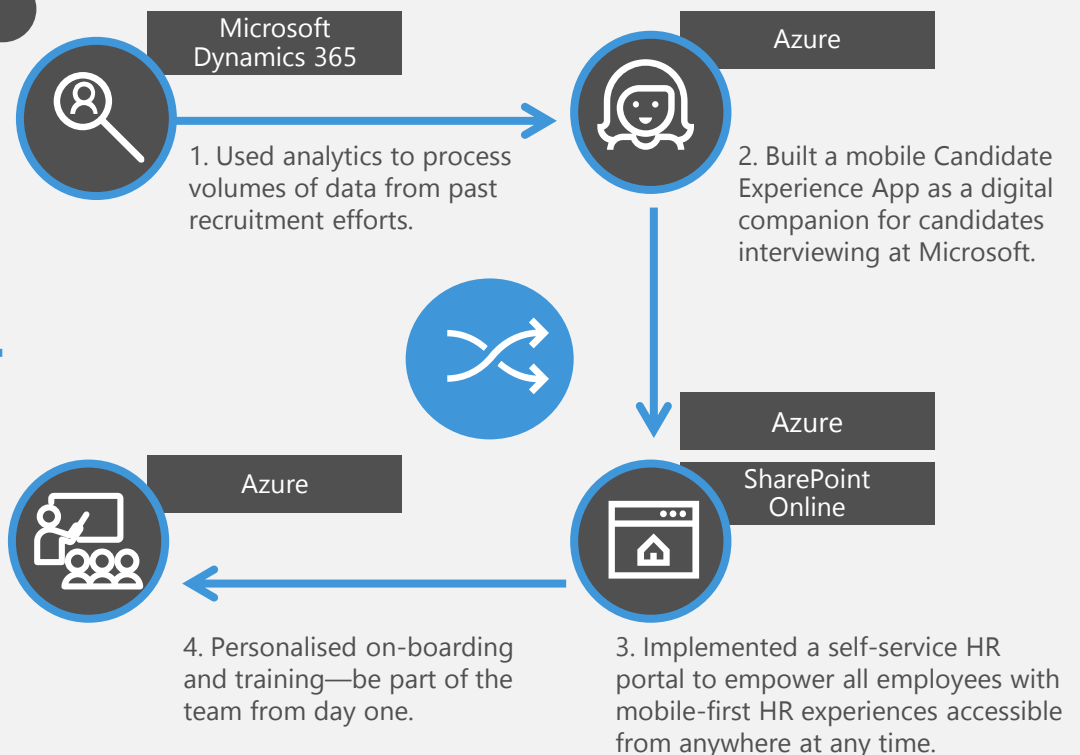 Microsoft
Dynamics 365
1. Used analytics to process
volumes of data from past
recruitment efforts.
Azure
2. Built a mobile Candidate
Experience App as a digital
companion for candidates
interviewing at Microsoft.
Azure
SharePoint
Online
3. Implemented a self-service HR
portal to empower all employees with
mobile-first HR experiences accessible
from anywhere at any time.
Azure
4. Personalised on-boarding
and training—be part of the
team from day one.